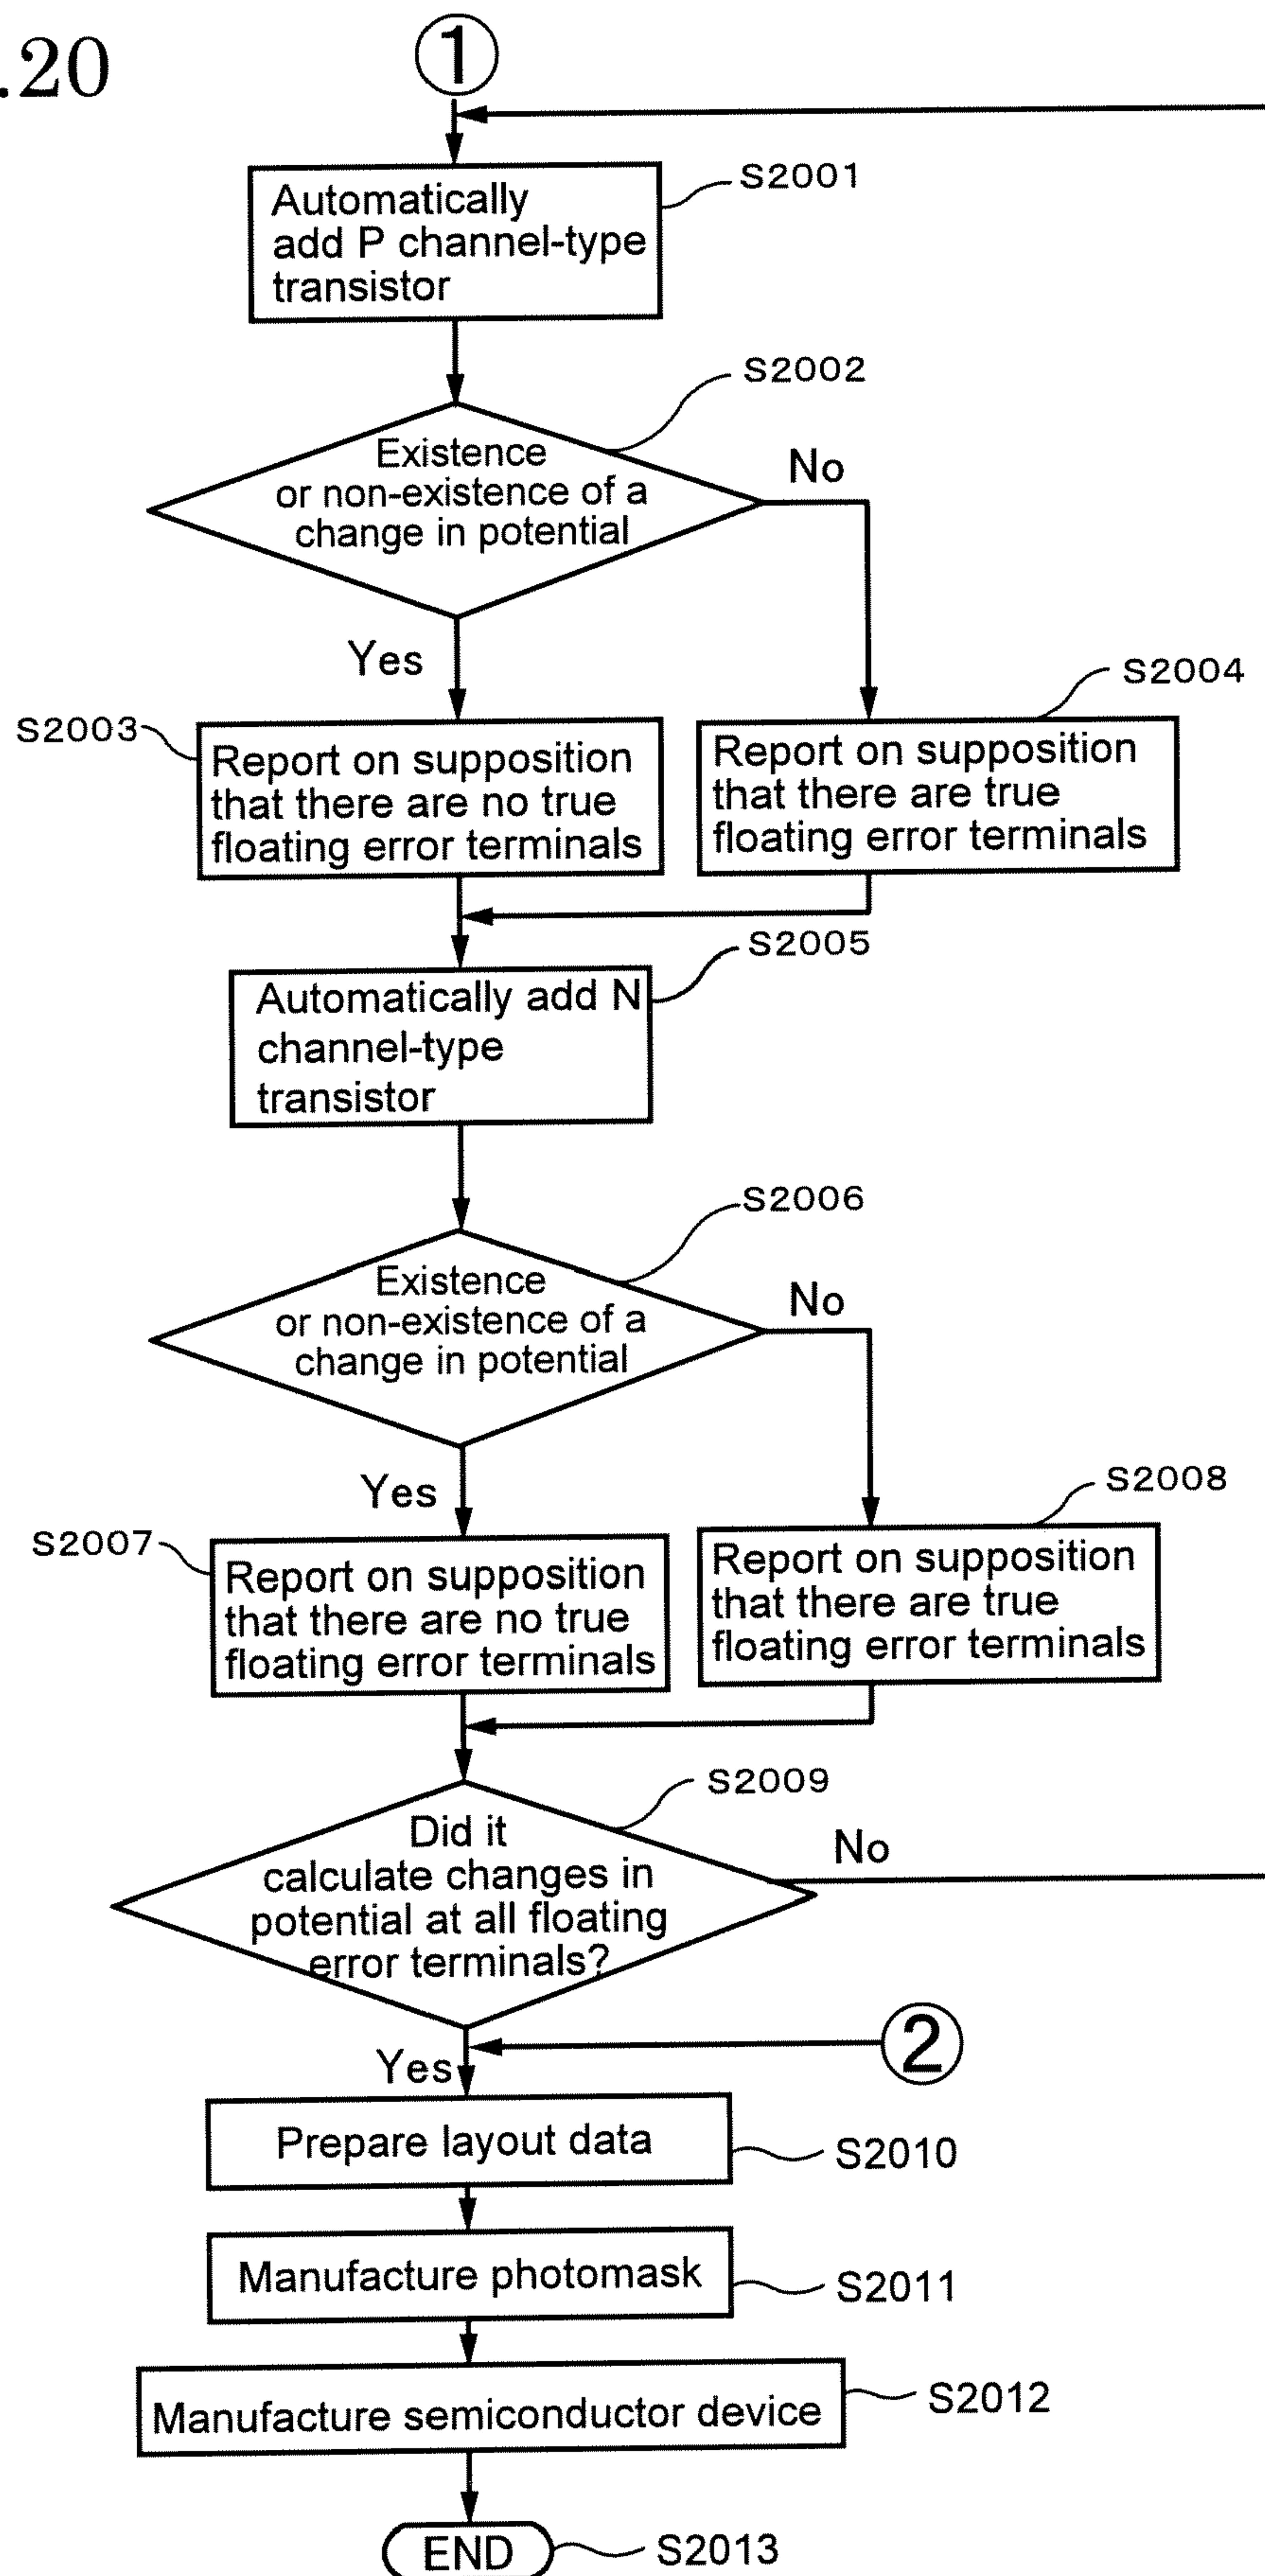 .20
①
Automatically
add P channel-type
transistor
S2001
S2002
Existence
or non-existence of a
change in potential
No
Yes
S2003
Report on supposition
that there are no true
floating error terminals
S2004
Report on supposition
that there are true
floating error terminals
S2005
Automatically add N
channel-type
transistor
S2006
Existence
or non-existence of a
change in potential
No
Yes
S2007
Report on supposition
that there are no true
floating error terminals
S2008
Report on supposition
that there are true
floating error terminals
S2009
Did it
calculate changes in
potential at all floating
error terminals?
No
②
Yes
Prepare layout data
S2010
Manufacture photomask
S2011
Manufacture semiconductor device
S2012
END
S2013